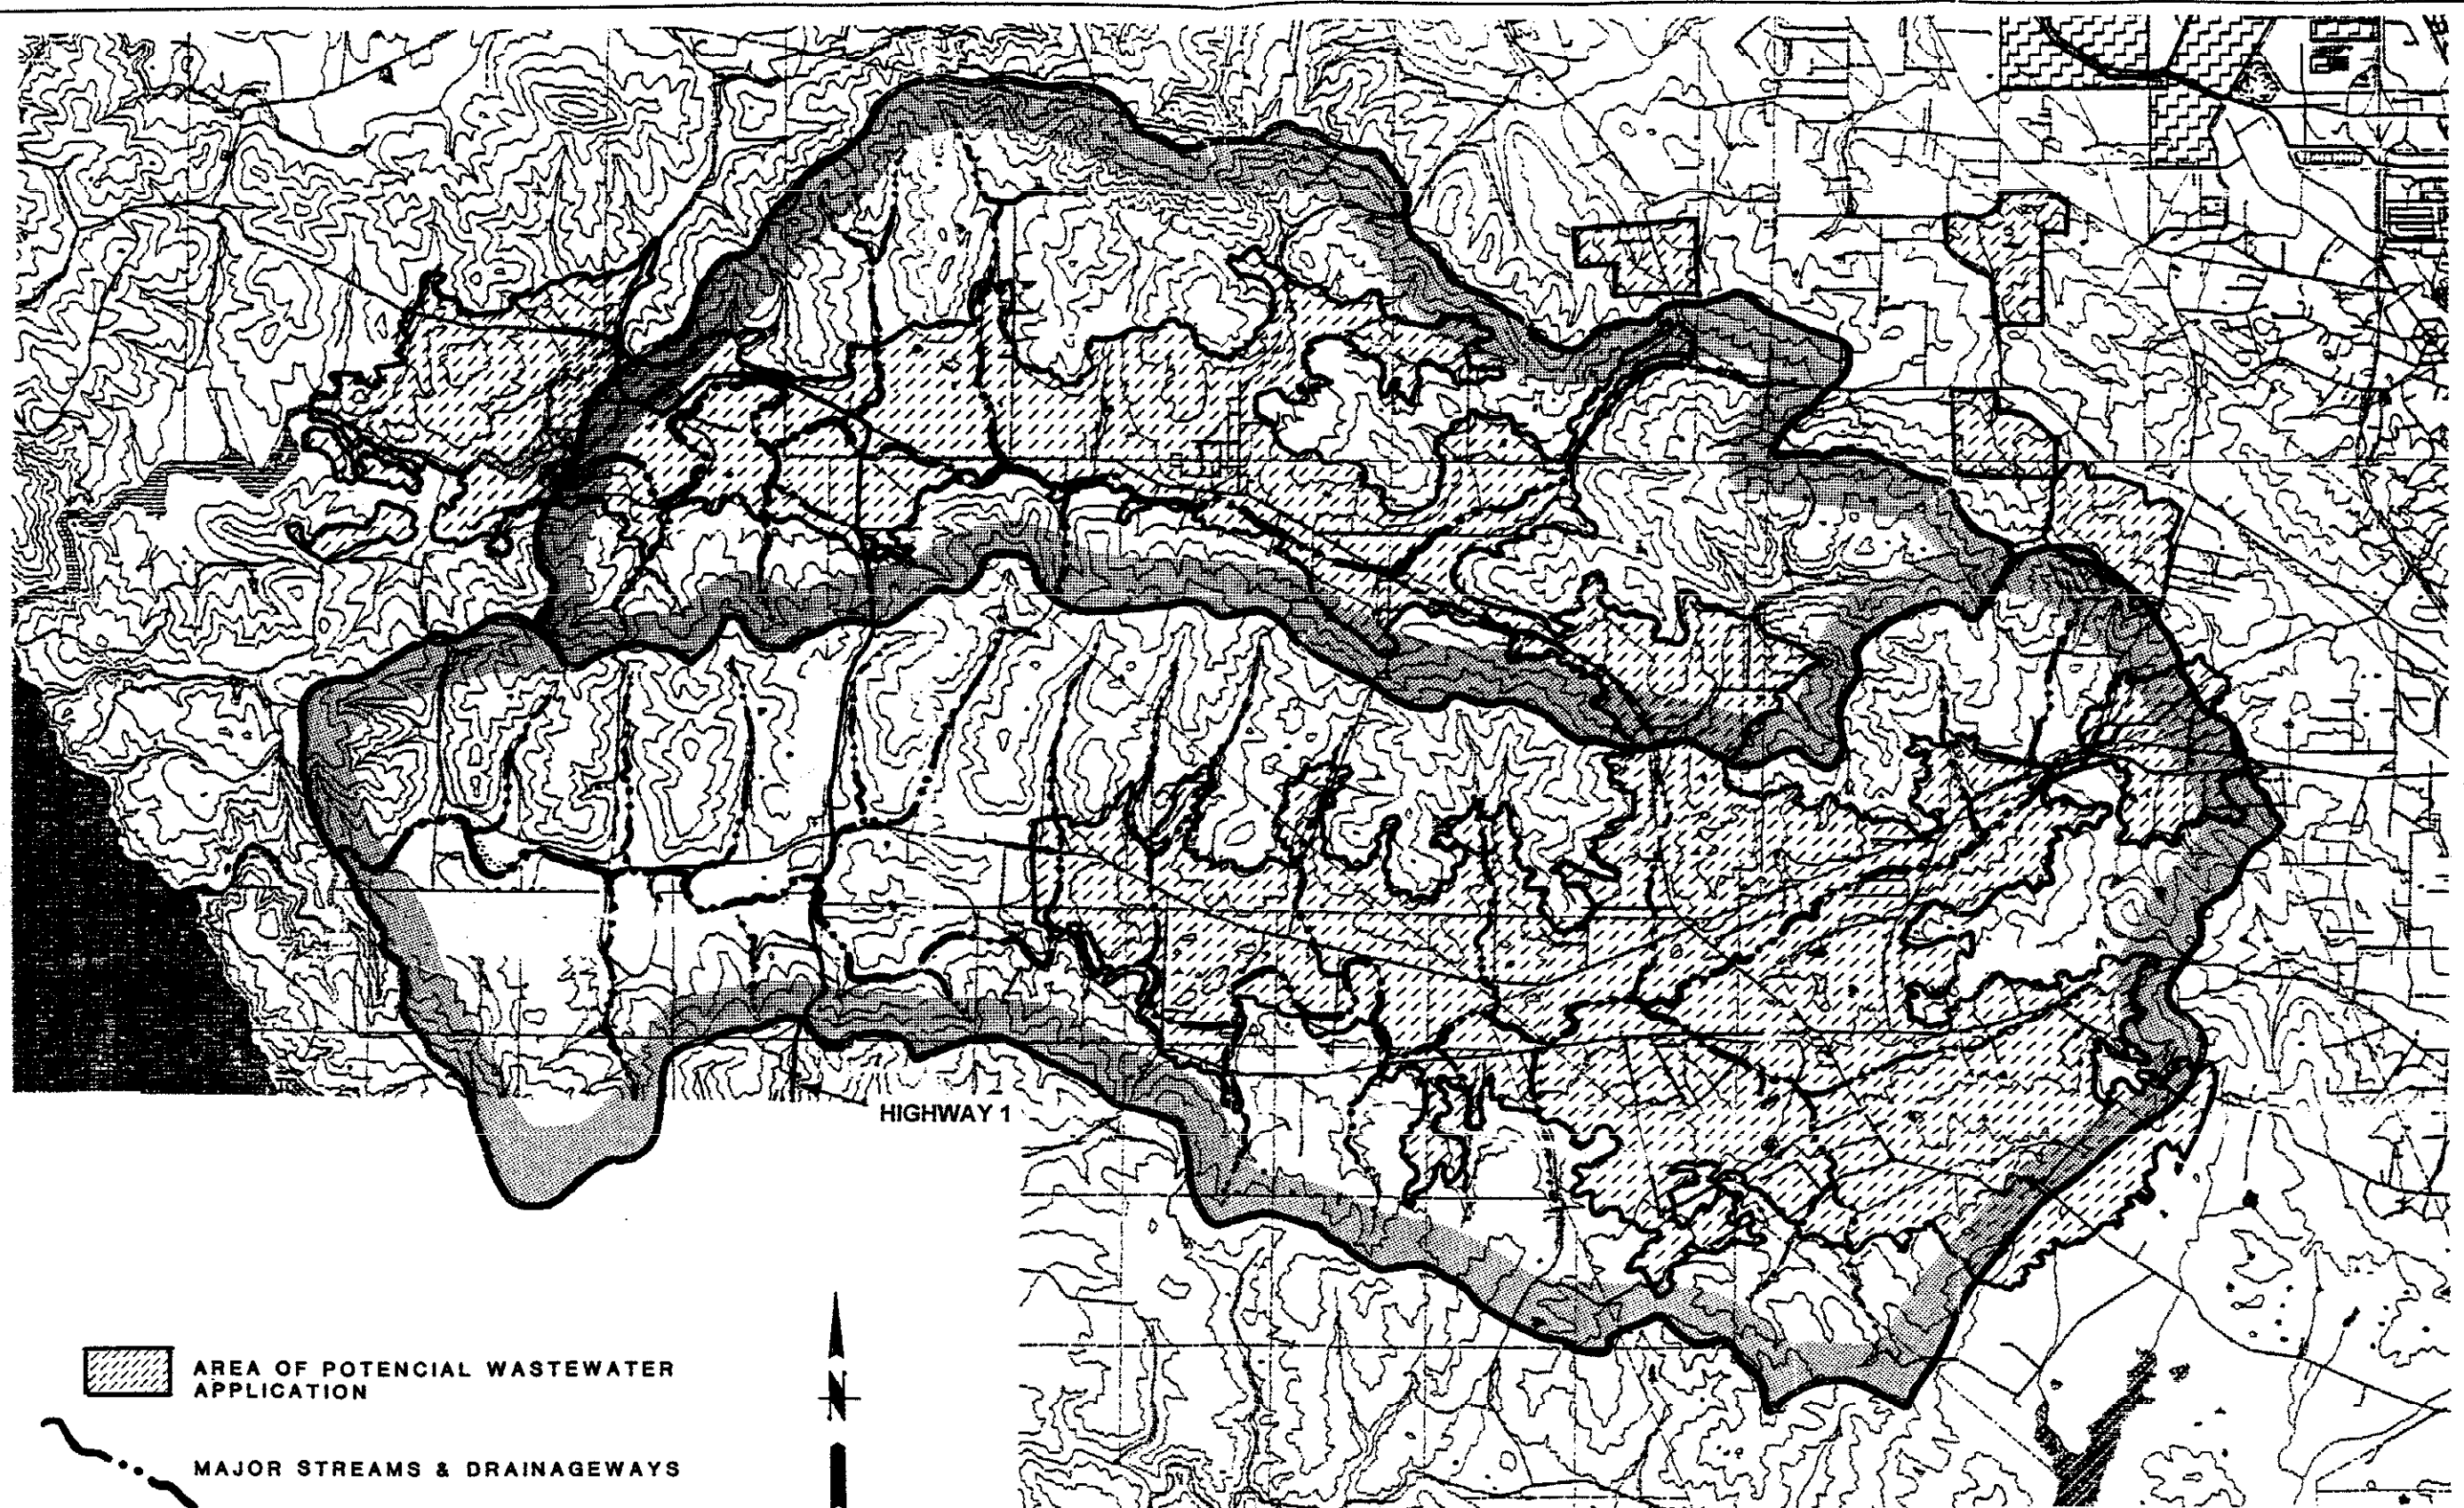 HIGHWAY 1
AREA OF POTENCIAL WASTEWATER
APPLICATION
N
MAJOR STREAMS & DRAINAGEWAYS